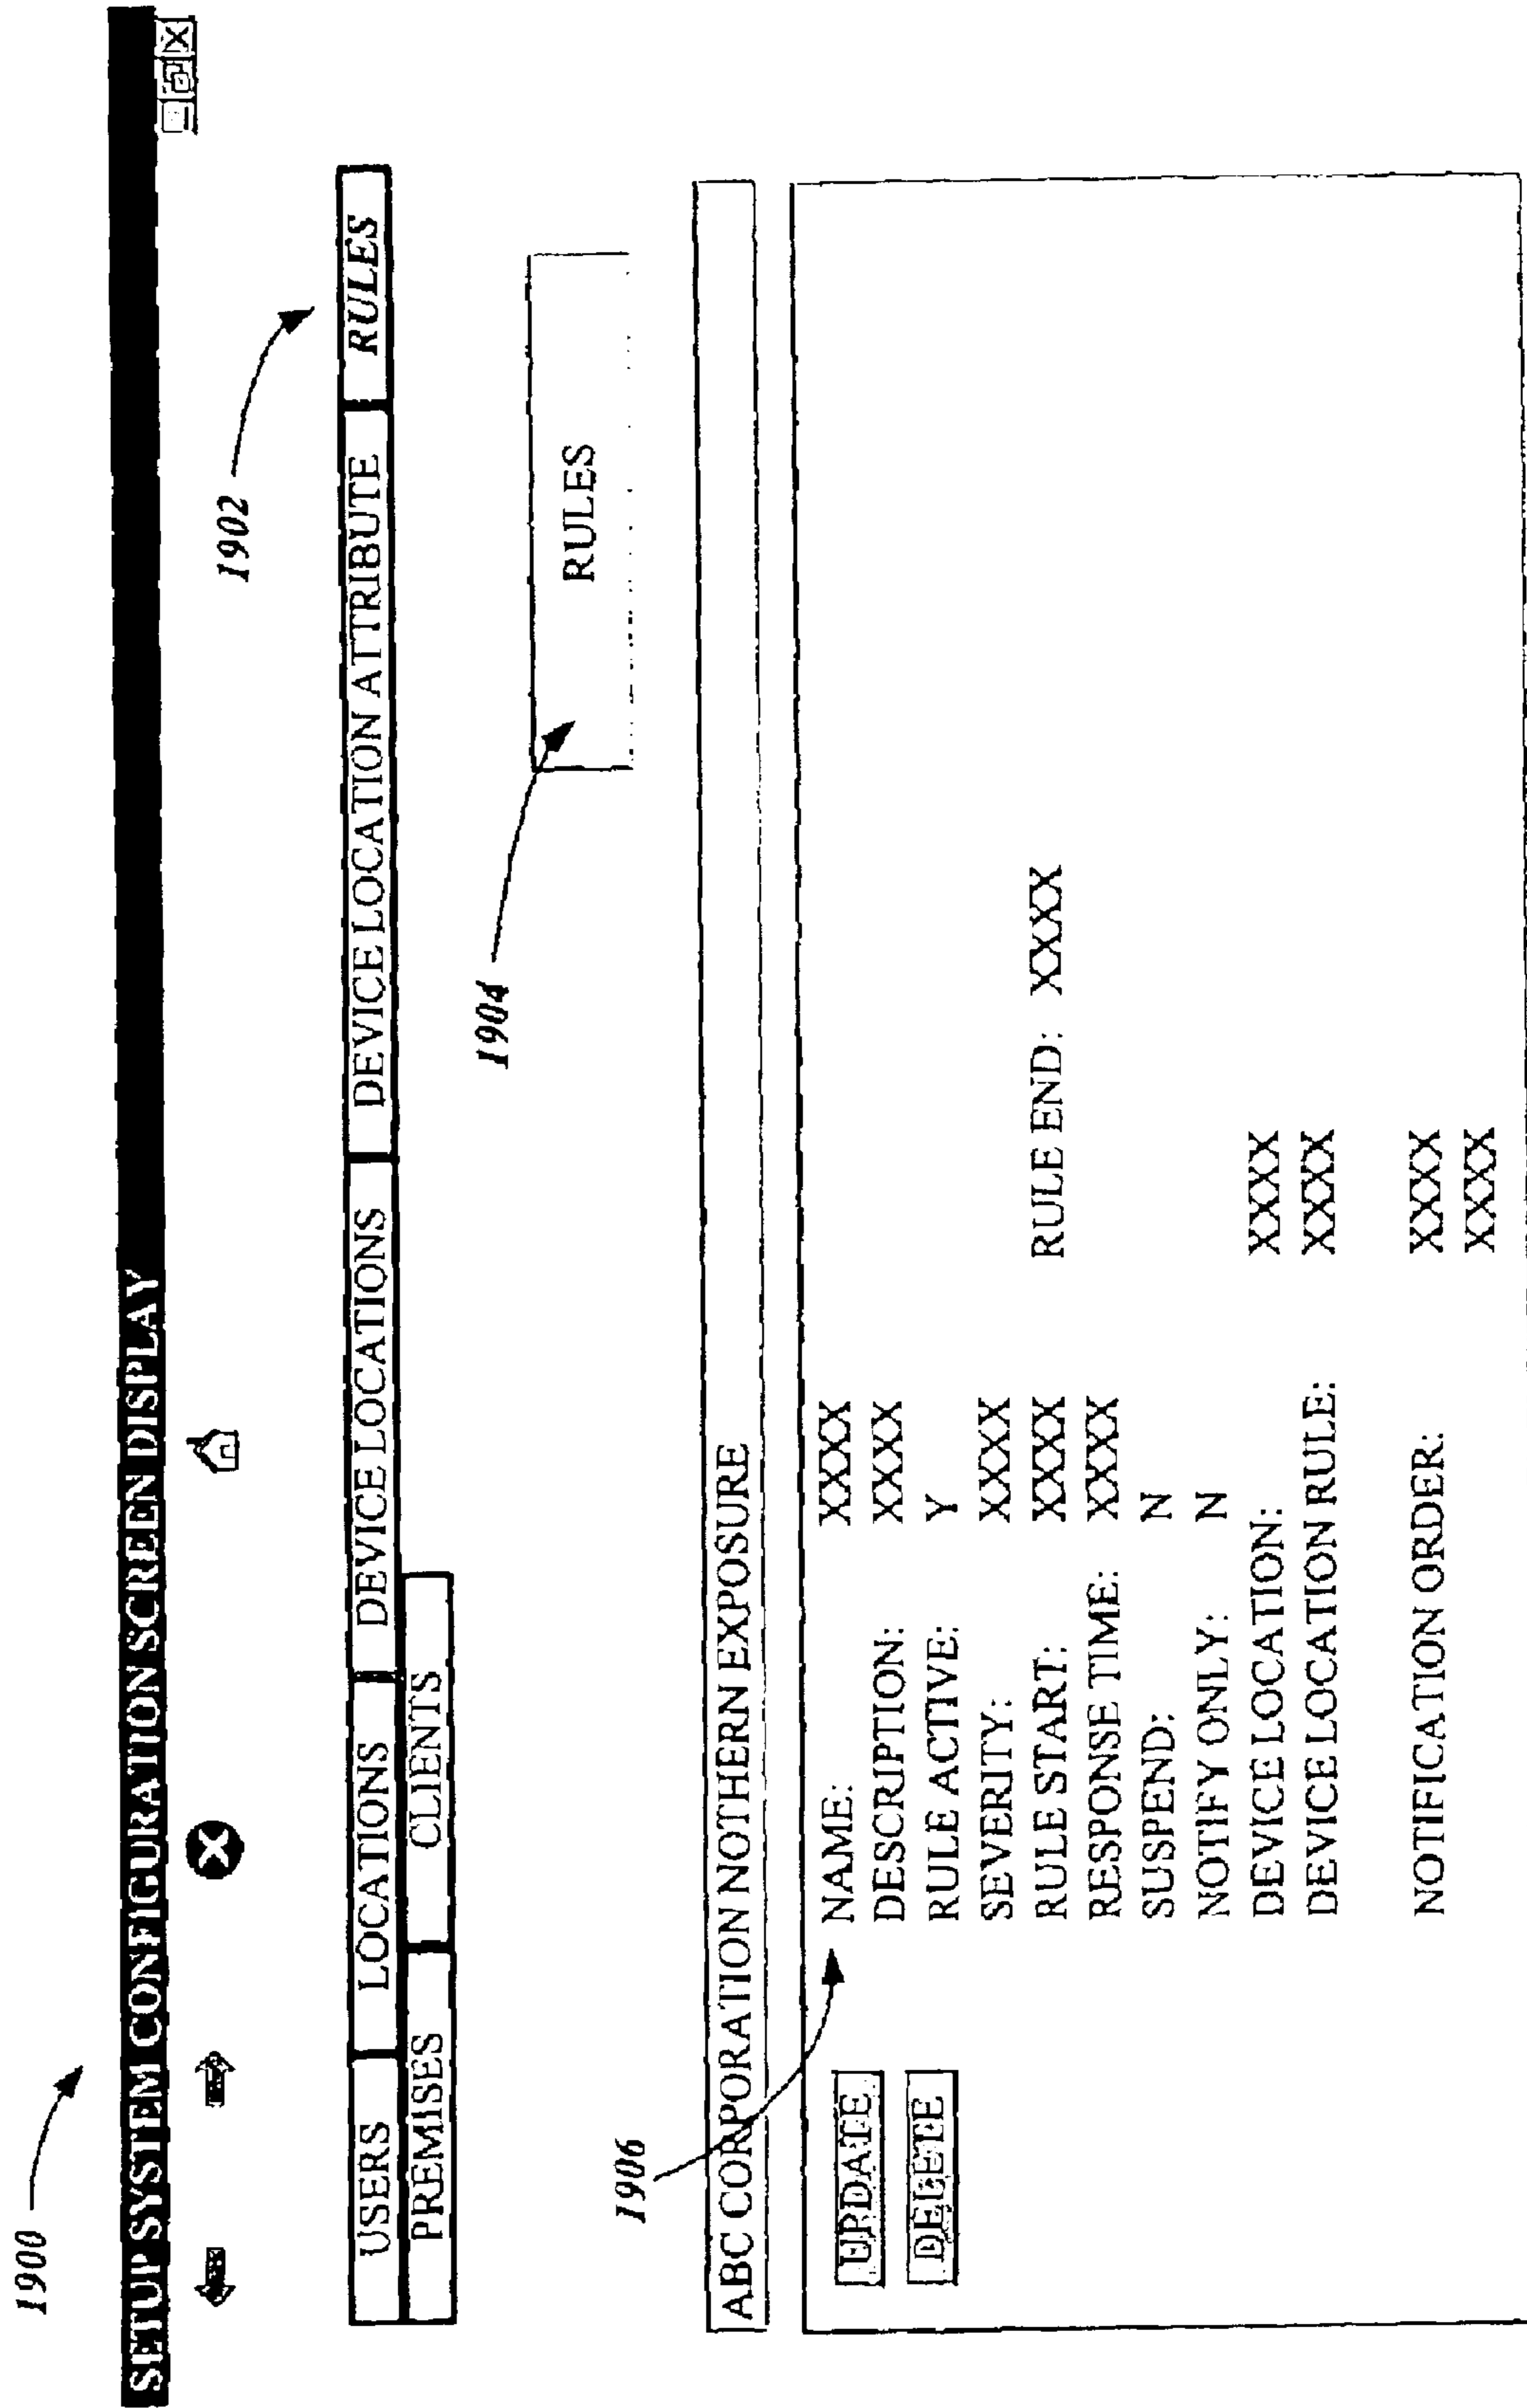 1900
SETUP SYSTEM CONFIGURATION SCREEN DISPLAY
1902
USERS LOCATIONS DEVICE LOCATIONS DEVICE LOCATION ATTRIBUTE RULES
PREMISES CLIENTS
1904
RULES
1906
ABC CORPORATION NOTHERN EXPOSURE
UPDATE
DELETE
NAME: XXXX
DESCRIPTION: XXXX
RULE ACTIVE: Y
SEVERITY: XXXX
RULE START: XXXX RULE END: XXXX
RESPONSE TIME: XXXX
SUSPEND: N
NOTIFY ONLY: N
DEVICE LOCATION: XXXX
DEVICE LOCATION RULE: XXXX
NOTIFICATION ORDER: XXXX
XXXX